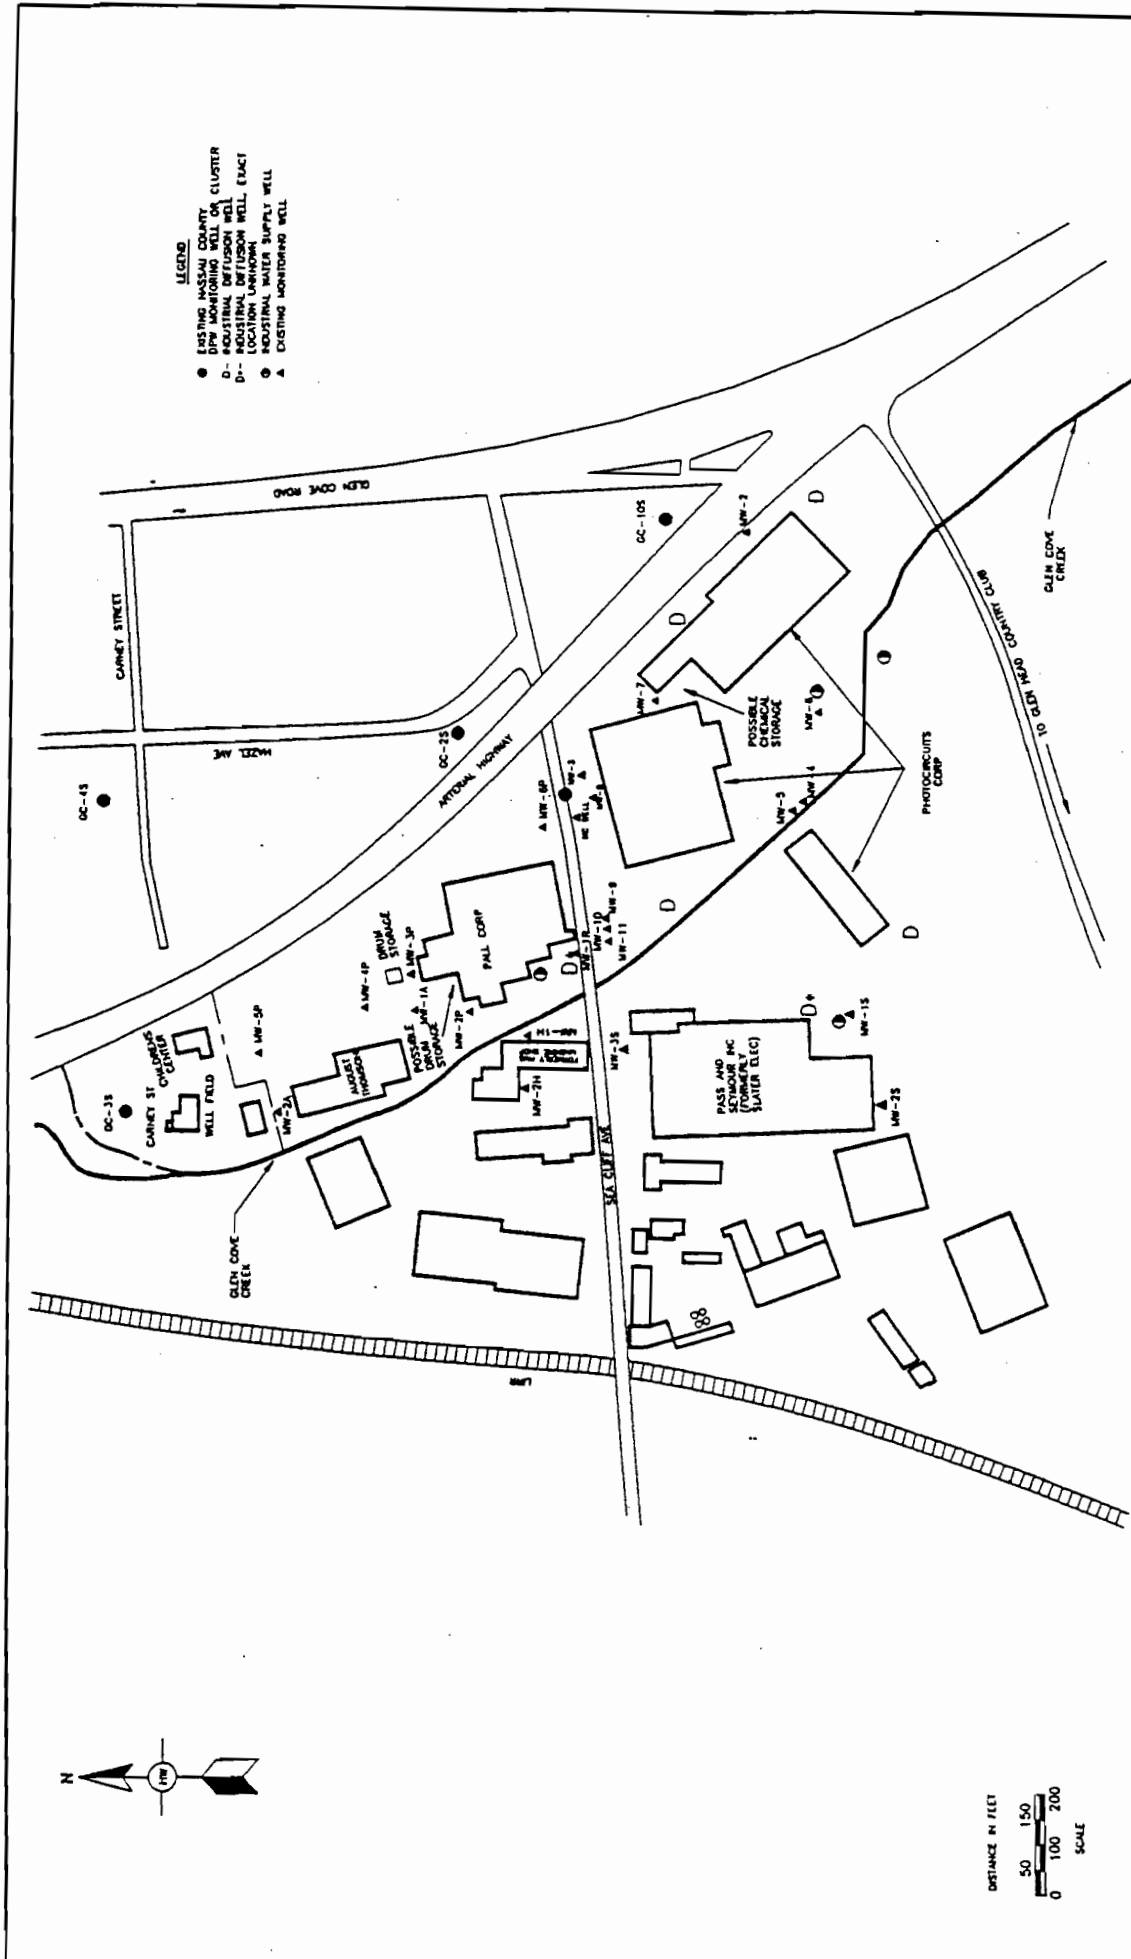 LEGEND
EXISTING NASSAU COUNTY
DPW MONITORING WELL OR CLUSTER
D- INDUSTRIAL DIFFUSION WELL
D*- INDUSTRIAL DIFFUSION WELL, EXACT
LOCATION UNKNOWN
INDUSTRIAL WATER SUPPLY WELL
EXISTING MONITORING WELL
GLEN COVE ROAD
CARNEY STREET
HAZEL AVE
GC-4S
GC-2S
GC-10S
ARTERIAL HIGHWAY
MW-2
D
D
MW-7
POSSIBLE
CHEMICAL
STORAGE
MW-6
MW-4
MW-5
PHOTOCIRCUITS
CORP
GLEN COVE
CREEK
TO GLEN HEAD COUNTRY CLUB
MW-6P
MW-3
MW-8
NC WELL
MW-9
MW-10
MW-11
MW-1R
D
D
D*
PALL CORP
DRUM
STORAGE
MW-3P
MW-4P
MW-1A
POSSIBLE
DRUM
STORAGE
MW-2P
MW-5P
CHILDRENS
CENTER
CARNEY ST
WELL FIELD
GC-3S
AUGUST
THOMSON
MW-2A
GLEN COVE
CREEK
MW-2H
MW-3S
PASS AND
SEYMOUR INC
(FORMERLY
SLATER ELEC)
D*
MW-1S
MW-2S
SEA CLIFF AVE
LIRR
N
HW
DISTANCE IN FEET
50 150
0 100 200
SCALE